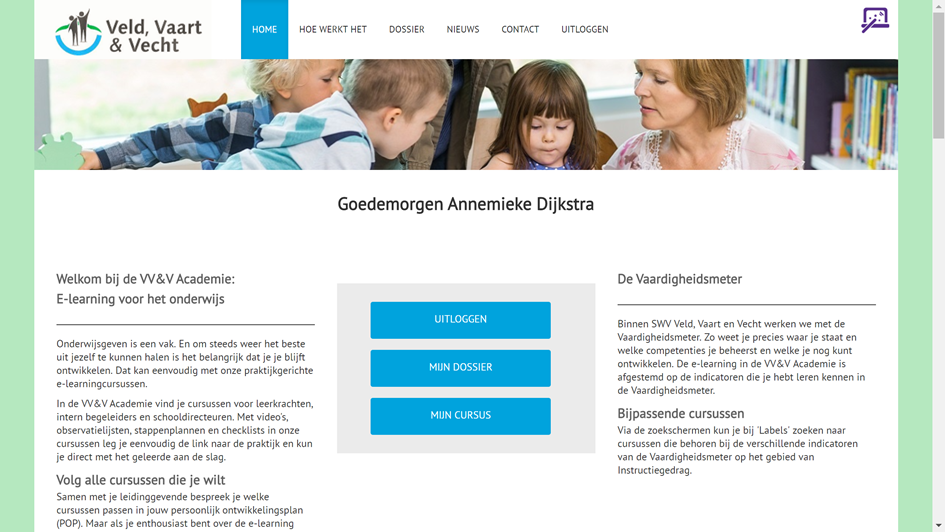 Veld, Vaart
& Vecht
HOME
HOE WERKT HET
DOSSIER
NIEUWS
CONTACT
UITLOGGEN
Goedemorgen Annemieke Dijkstra
Welkom bij de VV&V Academie:
E-learning voor het onderwijs
Onderwijsgeven is een vak. En om steeds weer het beste
uit jezelf te kunnen halen is het belangrijk dat je je blijft
ontwikkelen. Dat kan eenvoudig met onze praktijkgerichte
e-learningcursussen.
In de VV&V Academie vind je cursussen voor leerkrachten,
intern begeleiders en schooldirecteuren. Met video's,
observatielijsten, stappenplannen en checklists in onze
cursussen leg je eenvoudig de link naar de praktijk en kun
je direct met het geleerde aan de slag.
Volg alle cursussen die je wilt
Samen met je leidinggevende bespreek je welke
cursussen passen in jouw persoonlijk ontwikkelingsplan
(POP). Maar als je enthousiast bent over de e-learning
UITLOGGEN
MIJN DOSSIER
MIJN CURSUS
De Vaardigheidsmeter
Binnen SWV Veld, Vaart en Vecht werken we met de
Vaardigheidsmeter. Zo weet je precies waar je staat en
welke competenties je beheerst en welke je nog kunt
ontwikkelen. De e-learning in de VV&V Academie is
afgestemd op de indicatoren die je hebt leren kennen in
de Vaardigheidsmeter.
Bijpassende cursussen
Via de zoekschermen kun je bij 'Labels' zoeken naar
cursussen die behoren bij de verschillende indicatoren
van de Vaardigheidsmeter op het gebied van
Instructiegedrag.